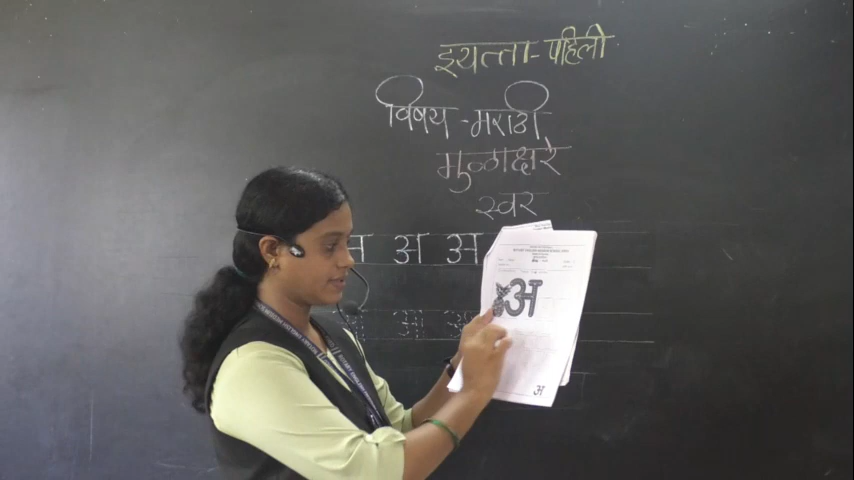 इयत्ता - पहिली
विषय - मराठी
मुळाक्षरे
स्वर
अ अ अ
अ
अ